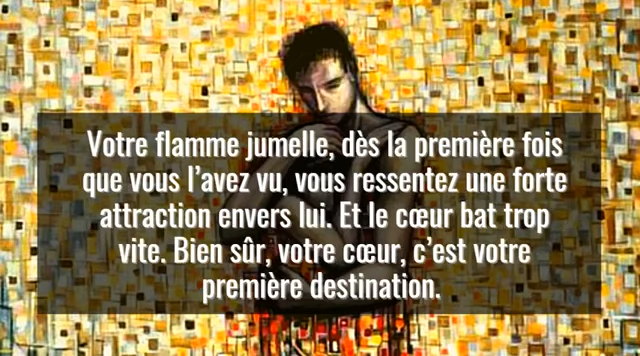 Votre flamme jumelle, dès la première fois
que vous l’avez vu, vous ressentez une forte
attraction envers lui. Et le cœur bat trop
vite. Bien sûr, votre cœur, c’est votre
première destination.